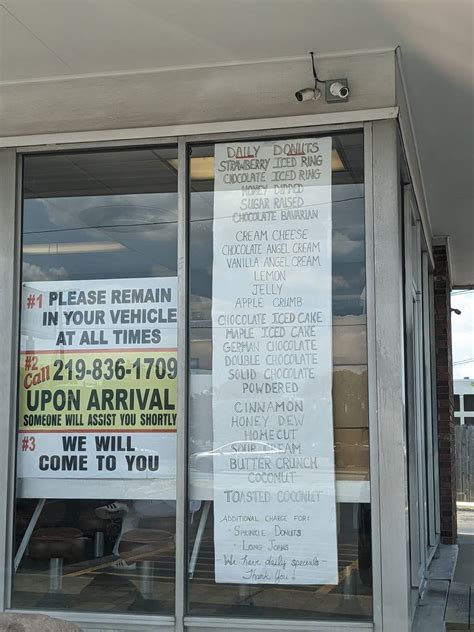 #1 PLEASE REMAIN
IN YOUR VEHICLE
AT ALL TIMES
#2 Call 219-836-1709
UPON ARRIVAL
SOMEONE WILL ASSIST YOU SHORTLY
#3 WE WILL
COME TO YOU
DAILY DONUTS
STRAWBERRY ICED RING
CHOCOLATE ICED RING
HONEY DIPPED
SUGAR RAISED
CHOCOLATE BAVARIAN
CREAM CHEESE
CHOCOLATE ANGEL CREAM
VANILLA ANGEL CREAM
LEMON
JELLY
APPLE CRUMB
CHOCOLATE ICED CAKE
MAPLE ICED CAKE
GERMAN CHOCOLATE
DOUBLE CHOCOLATE
SOLID CHOCOLATE
POWDERED
CINNAMON
HONEY DEW
HOMECUT
SOUR CREAM
BUTTER CRUNCH
COCONUT
TOASTED COCONUT
ADDITIONAL CHARGE FOR:
- SPRINKLE DONUTS
- LONG JOHNS
We have daily specials -
Thank you!